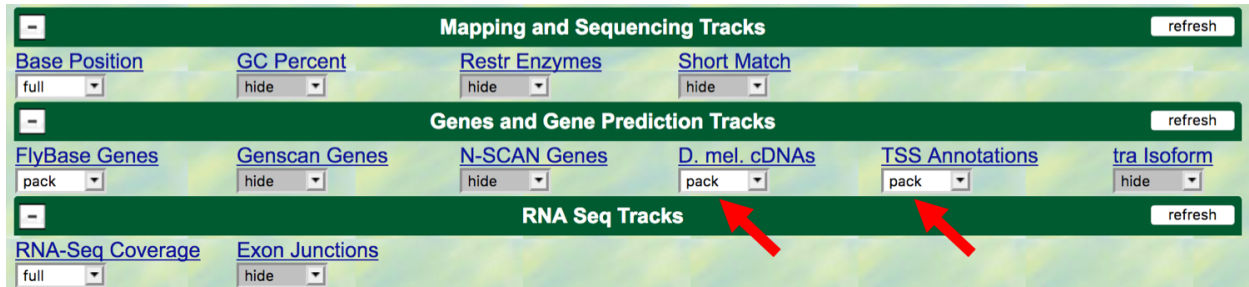 - Mapping and Sequencing Tracks refresh
Base Position GC Percent Restr Enzymes Short Match
full hide hide hide
- Genes and Gene Prediction Tracks refresh
FlyBase Genes Genscan Genes N-SCAN Genes D. mel. cDNAs TSS Annotations tra Isoform
pack hide hide pack pack hide
- RNA Seq Tracks refresh
RNA-Seq Coverage Exon Junctions
full hide